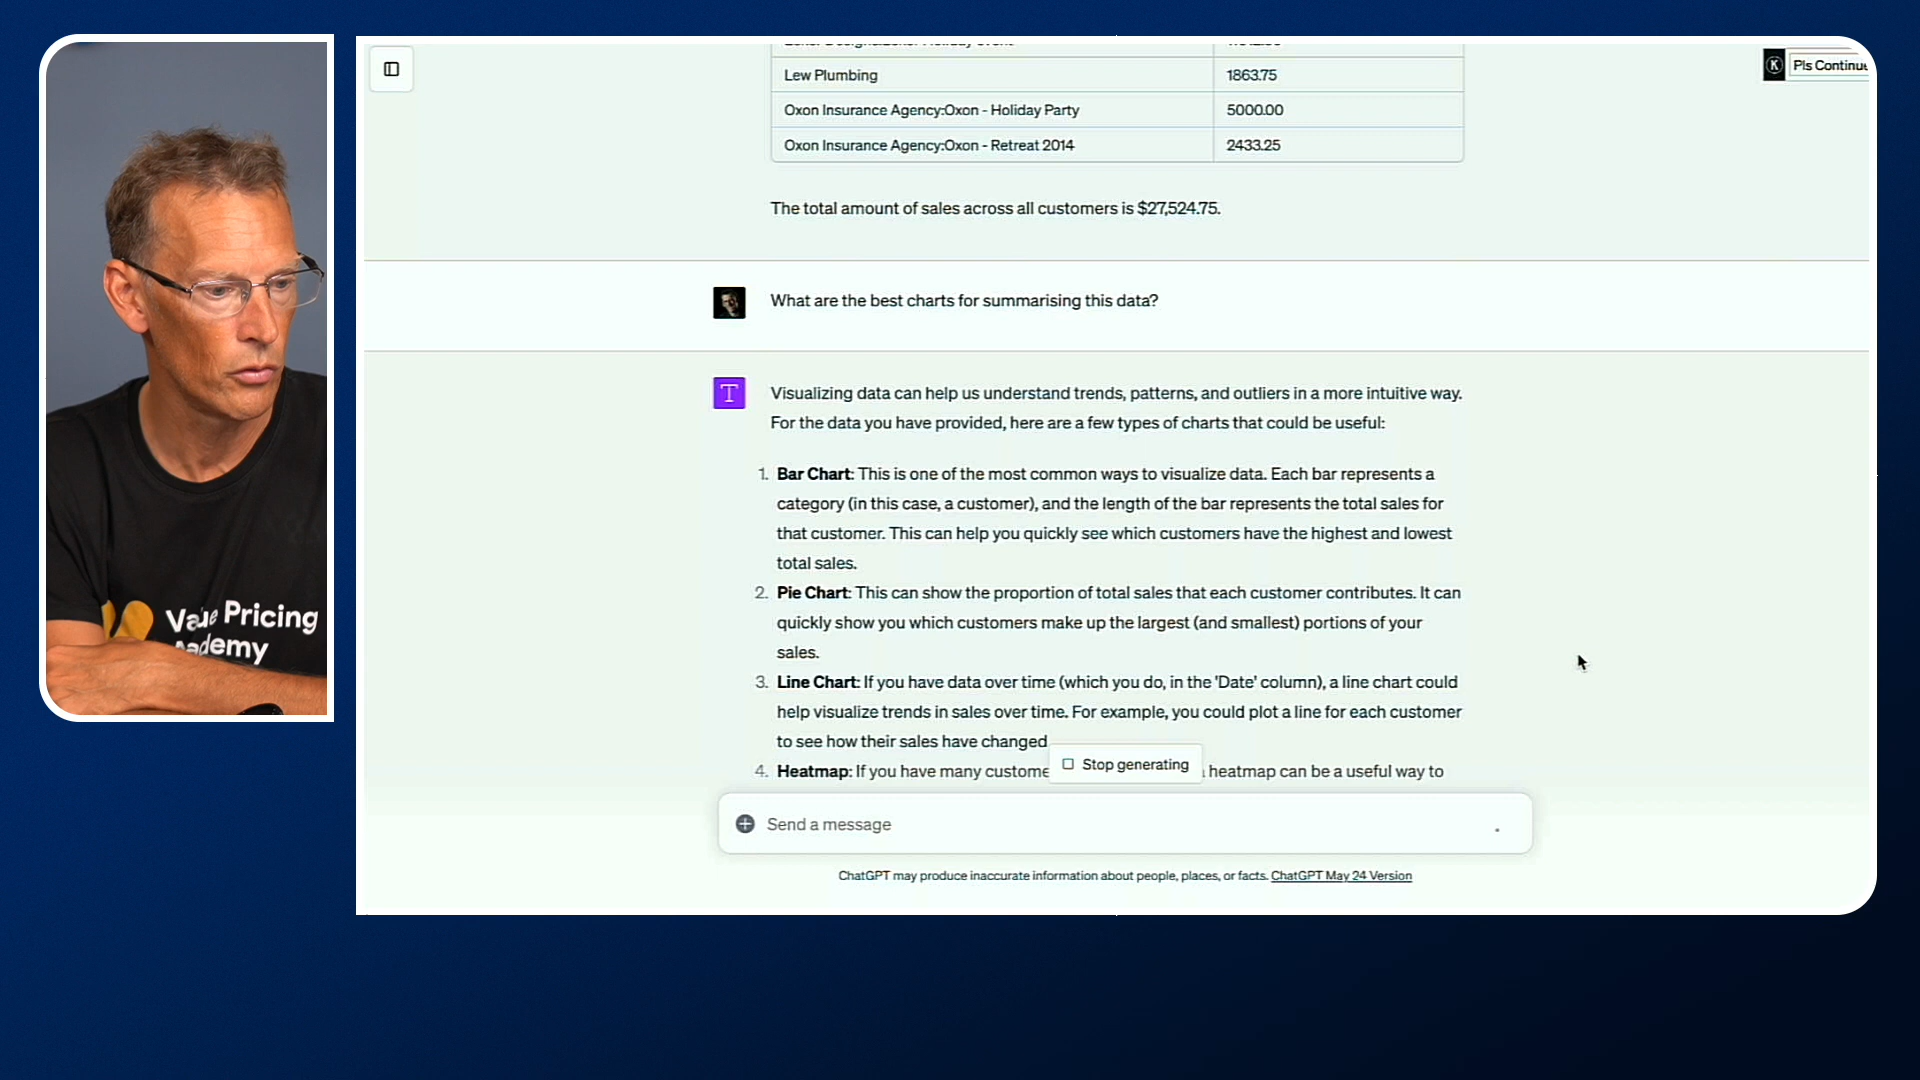 Lew Plumbing 1863.75
Oxon Insurance Agency:Oxon - Holiday Party 5000.00
Oxon Insurance Agency:Oxon - Retreat 2014 2433.25
The total amount of sales across all customers is $27,524.75.
Pls Continue
What are the best charts for summarising this data?
T
Visualizing data can help us understand trends, patterns, and outliers in a more intuitive way.
For the data you have provided, here are a few types of charts that could be useful:
1. Bar Chart: This is one of the most common ways to visualize data. Each bar represents a
category (in this case, a customer), and the length of the bar represents the total sales for
that customer. This can help you quickly see which customers have the highest and lowest
total sales.
2. Pie Chart: This can show the proportion of total sales that each customer contributes. It can
quickly show you which customers make up the largest (and smallest) portions of your
sales.
3. Line Chart: If you have data over time (which you do, in the 'Date' column), a line chart could
help visualize trends in sales over time. For example, you could plot a line for each customer
to see how their sales have changed
4. Heatmap: If you have many custome heatmap can be a useful way to
Stop generating
Send a message
ChatGPT may produce inaccurate information about people, places, or facts. ChatGPT May 24 Version
Value Pricing
Academy